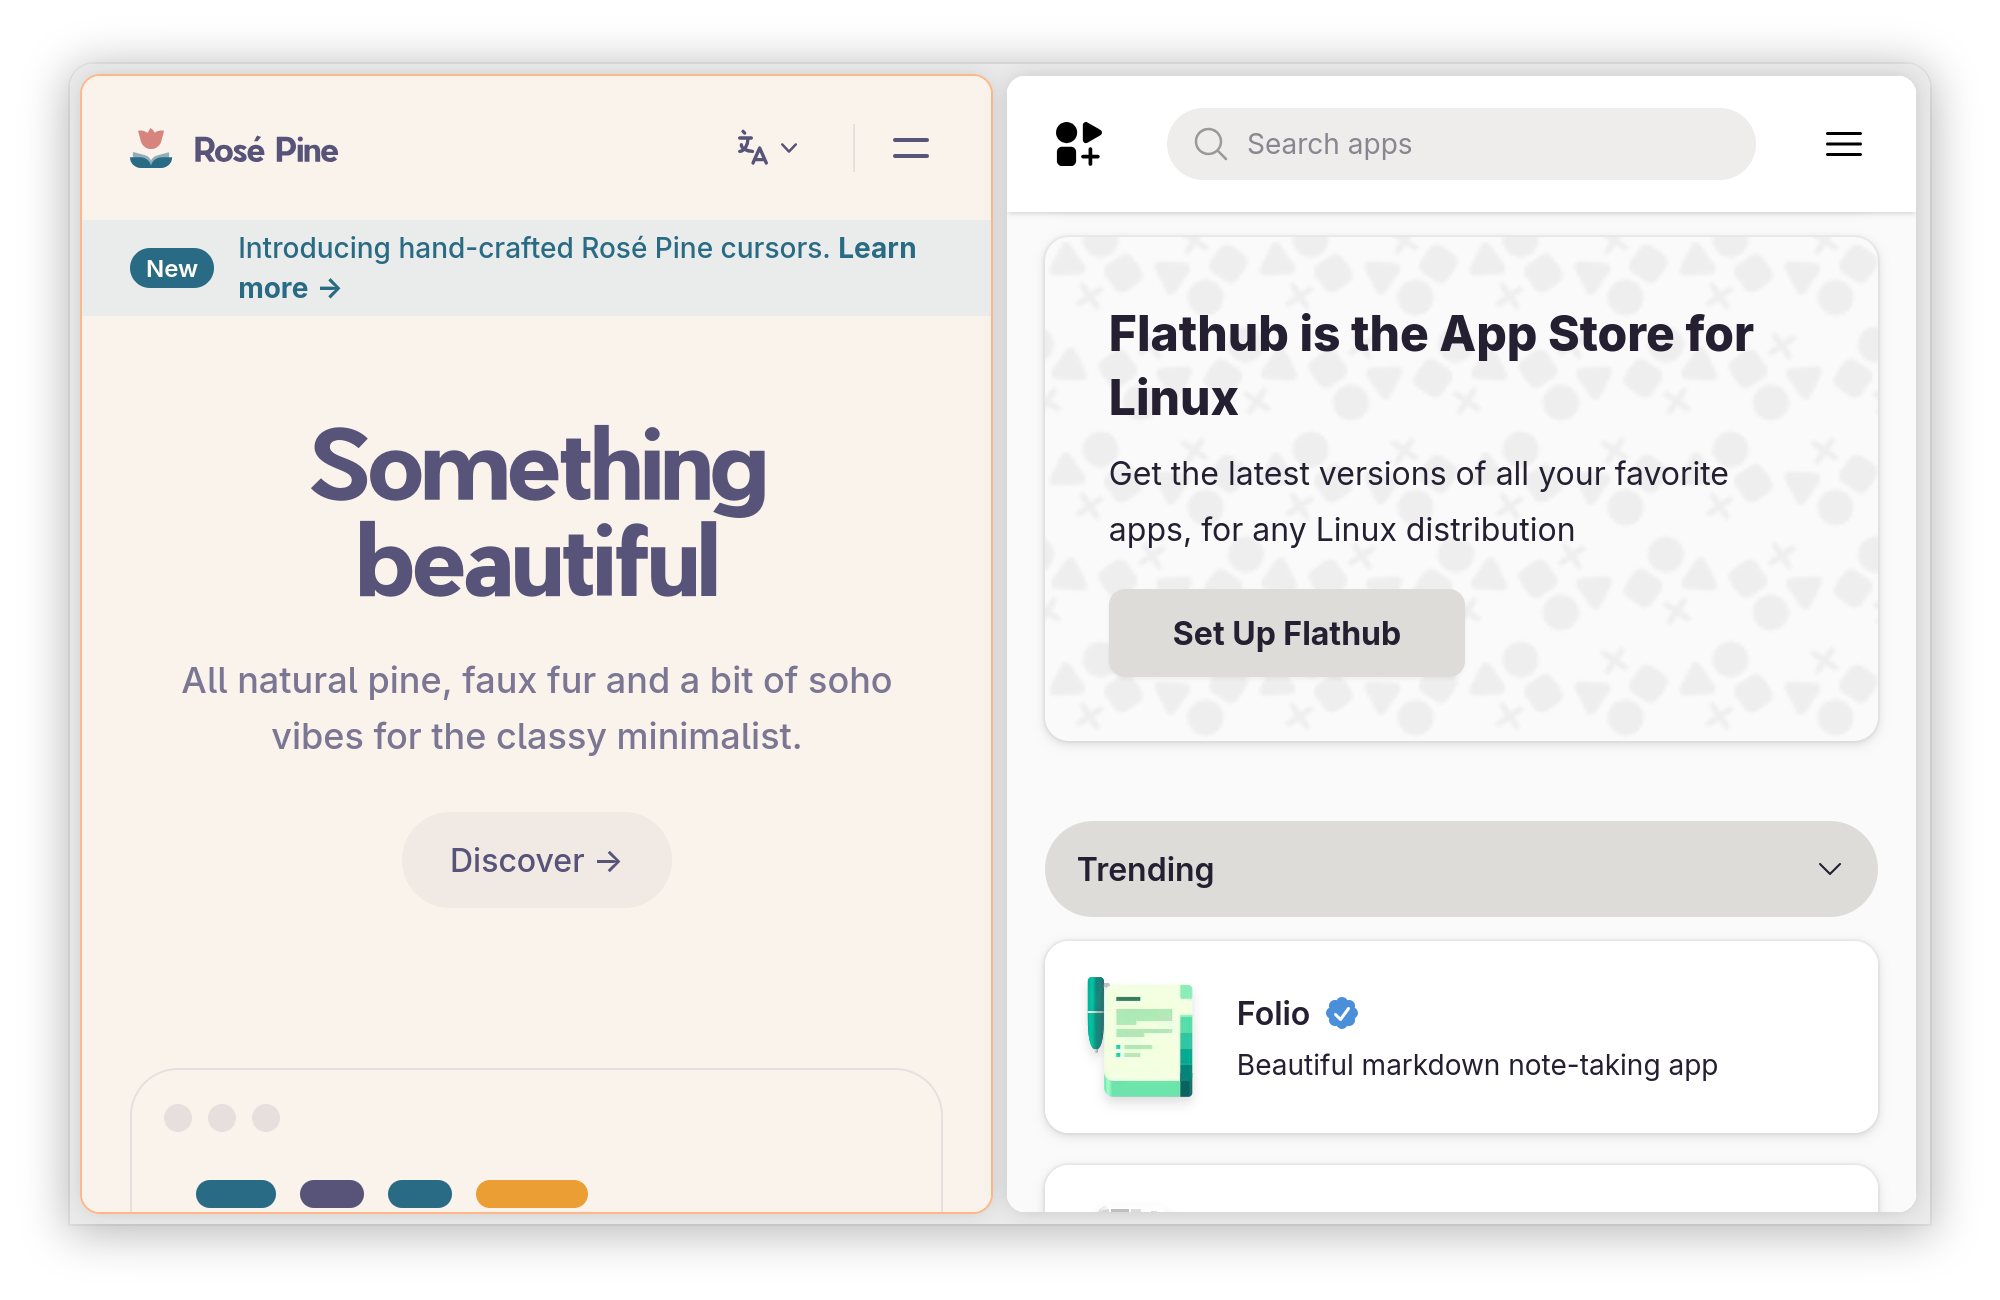 Rosé Pine
New
Introducing hand-crafted Rosé Pine cursors. Learn
more →
Something
beautiful
All natural pine, faux fur and a bit of soho
vibes for the classy minimalist.
Discover →
Search apps
Flathub is the App Store for
Linux
Get the latest versions of all your favorite
apps, for any Linux distribution
Set Up Flathub
Trending
Folio
Beautiful markdown note-taking app